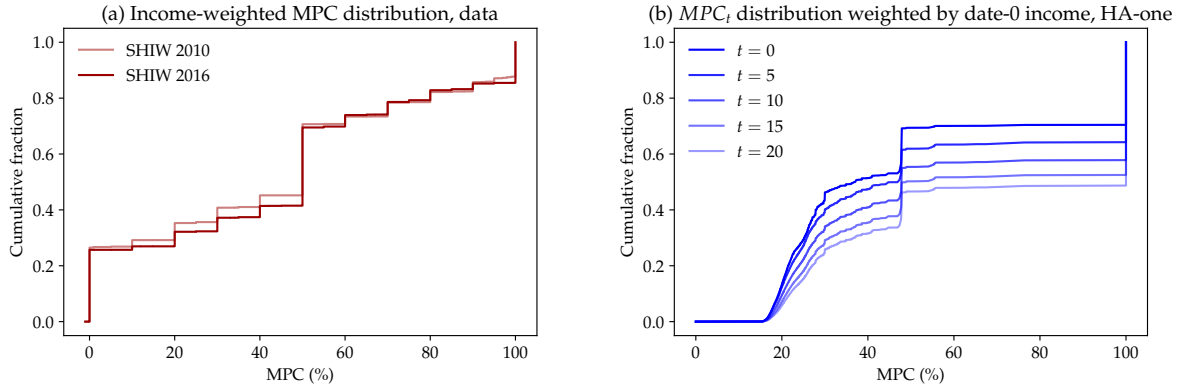 (a) Income-weighted MPC distribution, data
SHIW 2010
SHIW 2016
Cumulative fraction
1.0
0.8
0.6
0.4
0.2
0.0
0 20 40 60 80 100
MPC (%)
(b) MPCₜ distribution weighted by date-0 income, HA-one
t = 0
t = 5
t = 10
t = 15
t = 20
Cumulative fraction
1.0
0.8
0.6
0.4
0.2
0.0
0 20 40 60 80 100
MPC (%)